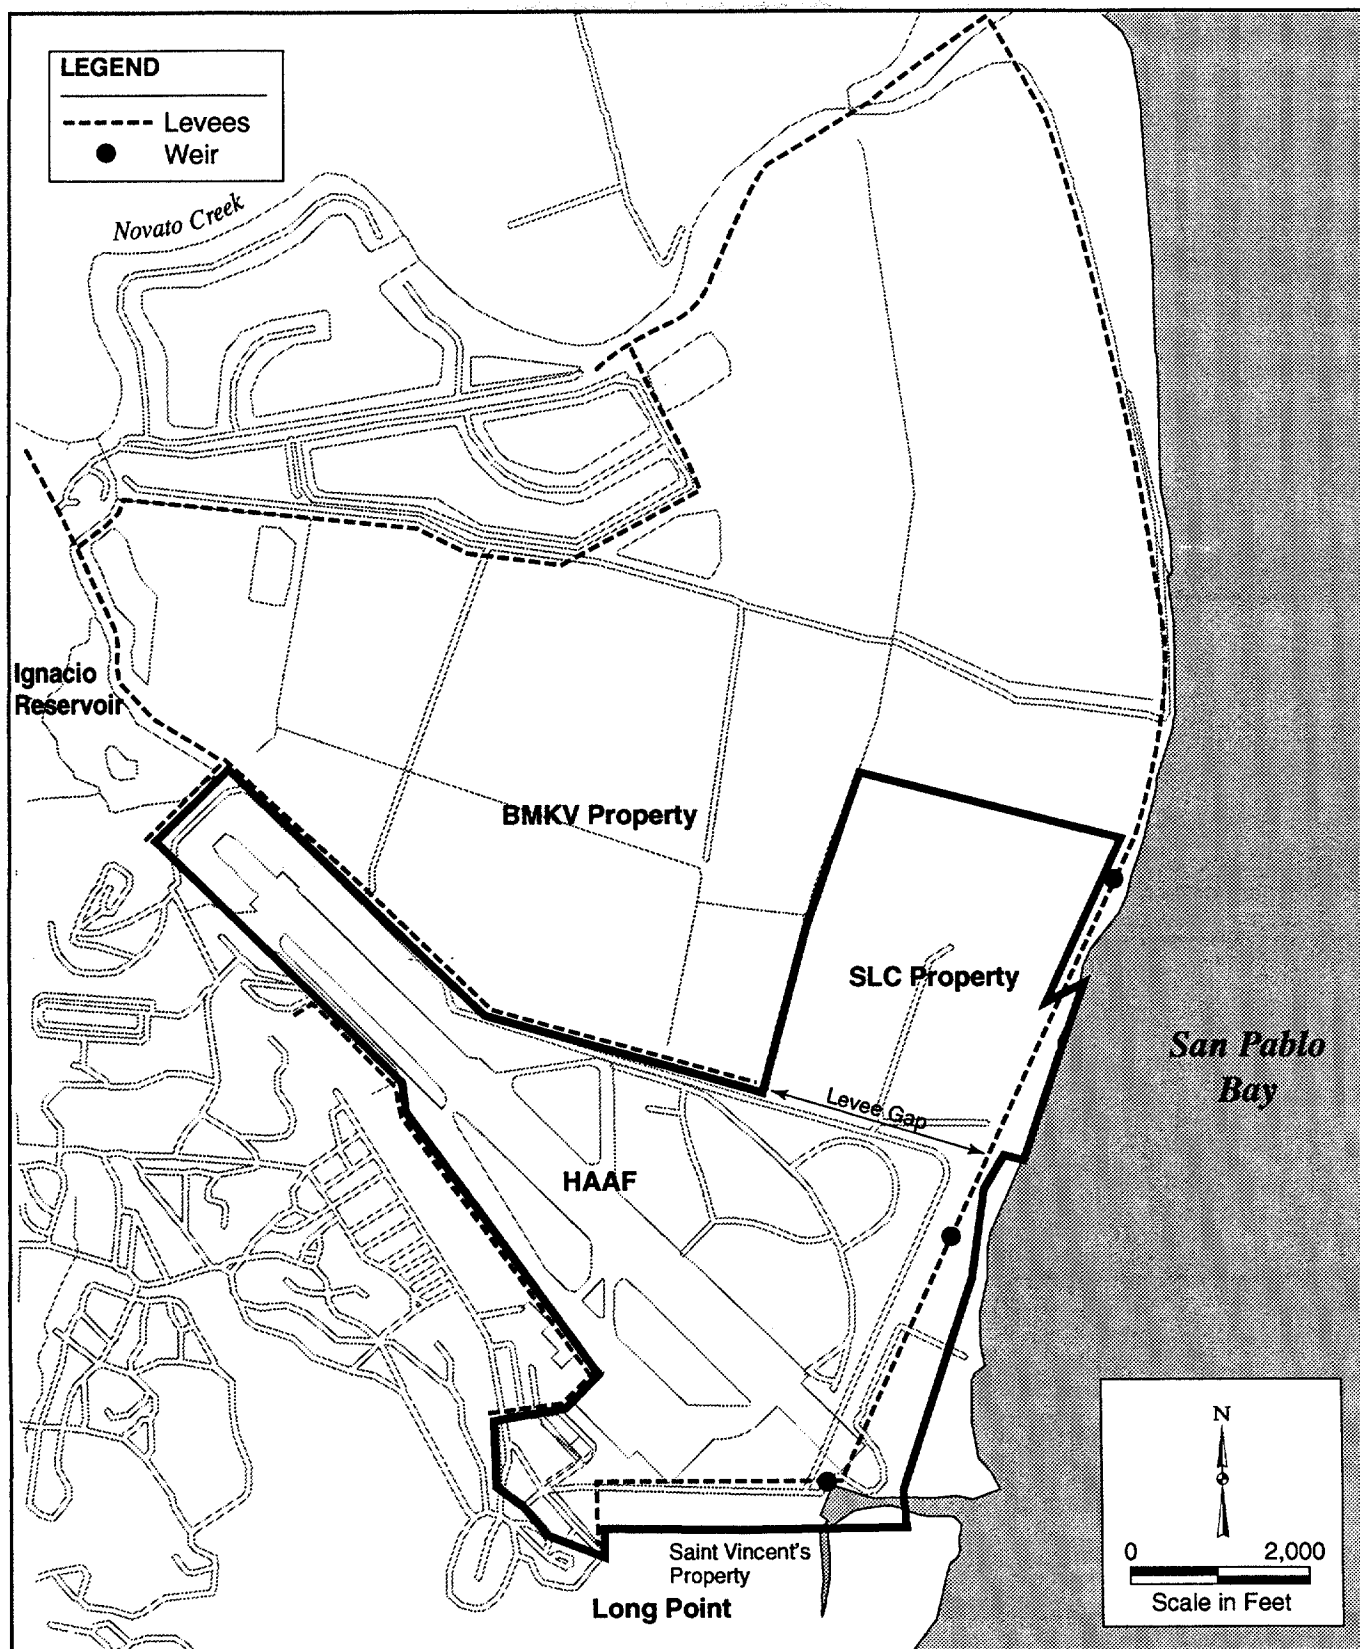 LEGEND
Levees
Weir
Novato Creek
Ignacio
Reservoir
BMKV Property
SLC Property
San Pablo
Bay
Levee Gap
HAAF
N
0 2,000
Scale in Feet
Saint Vincent's
Property
Long Point